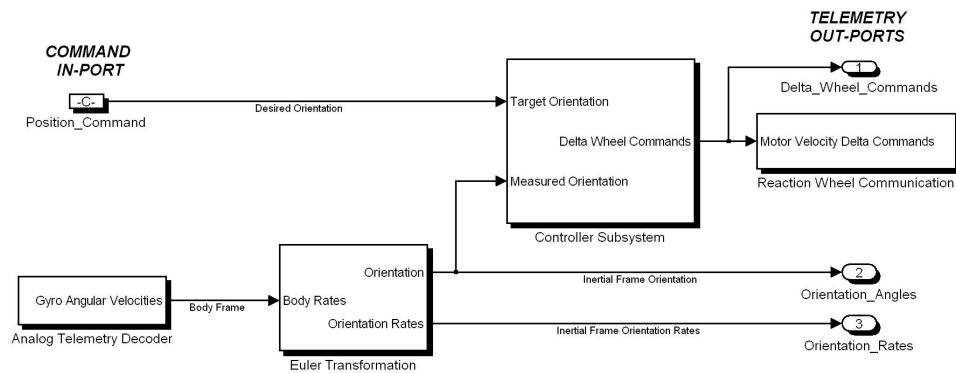 TELEMETRY
OUT-PORTS
COMMAND
IN-PORT
1
Delta_Wheel_Commands
-C-
Position_Command
Desired Orientation
Target Orientation
Delta Wheel Commands
Measured Orientation
Controller Subsystem
Motor Velocity Delta Commands
Reaction Wheel Communication
Gyro Angular Velocities
Analog Telemetry Decoder
Body Frame
Body Rates
Orientation
Orientation Rates
Euler Transformation
Inertial Frame Orientation
2
Orientation_Angles
Inertial Frame Orientation Rates
3
Orientation_Rates